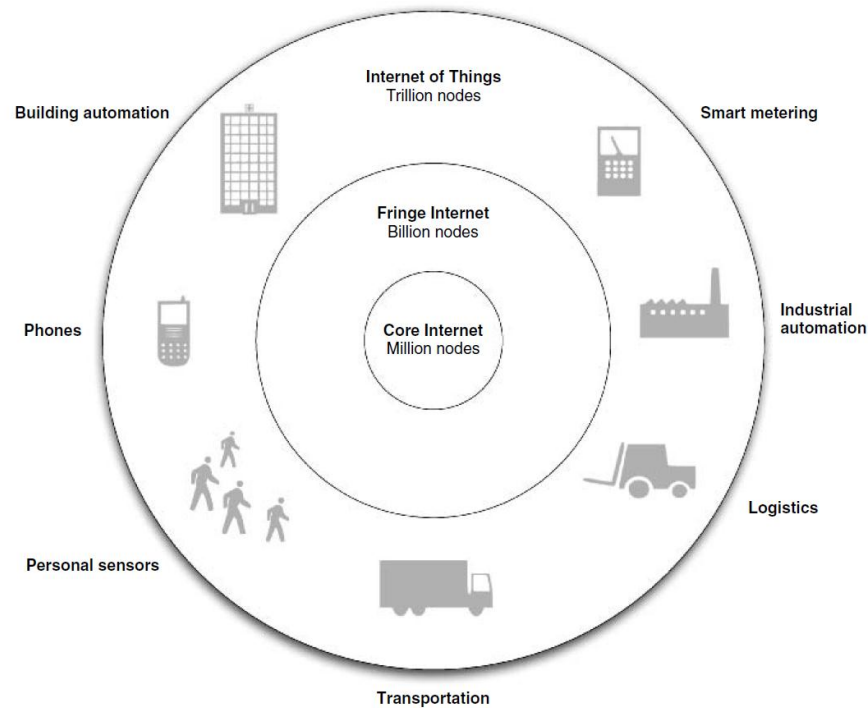 Internet of Things
Trillion nodes
Building automation
Smart metering
Fringe Internet
Billion nodes
Phones
Core Internet
Million nodes
Industrial
automation
Logistics
Personal sensors
Transportation